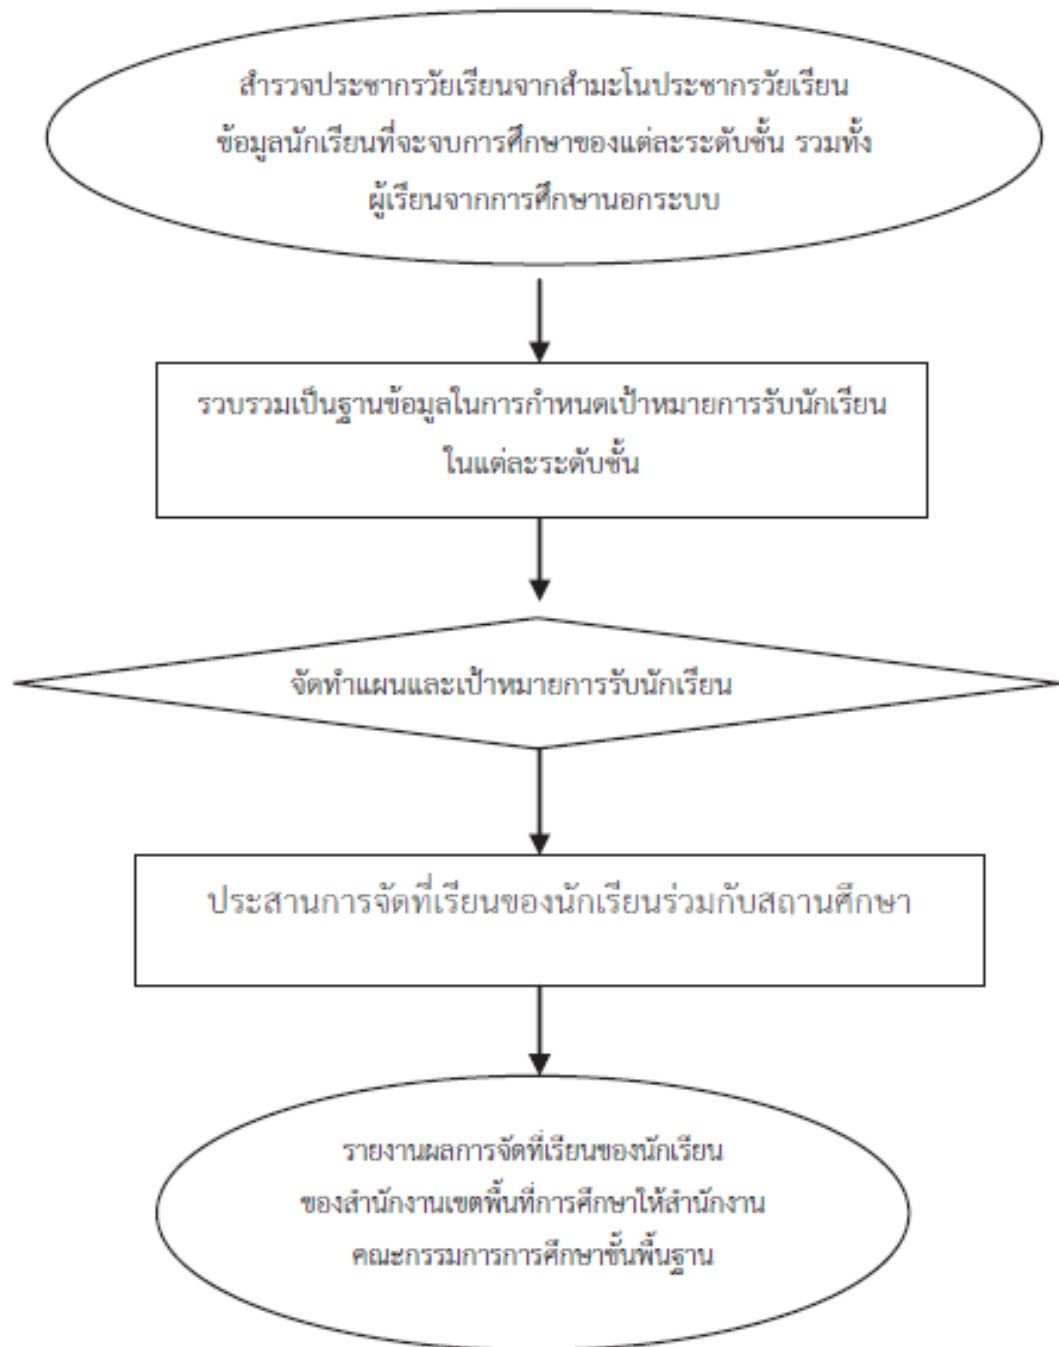 สำรวจประชากรวัยเรียนจากสำมะโนประชากรวัยเรียน
ข้อมูลนักเรียนที่จะจบการศึกษาของแต่ละระดับชั้น รวมทั้ง
ผู้เรียนจากการศึกษานอกระบบ
รวบรวมเป็นฐานข้อมูลในการกำหนดเป้าหมายการรับนักเรียน
ในแต่ละระดับชั้น
จัดทำแผนและเป้าหมายการรับนักเรียน
ประสานการจัดที่เรียนของนักเรียนร่วมกับสถานศึกษา
รายงานผลการจัดที่เรียนของนักเรียน
ของสำนักงานเขตพื้นที่การศึกษาให้สำนักงาน
คณะกรรมการการศึกษาขั้นพื้นฐาน